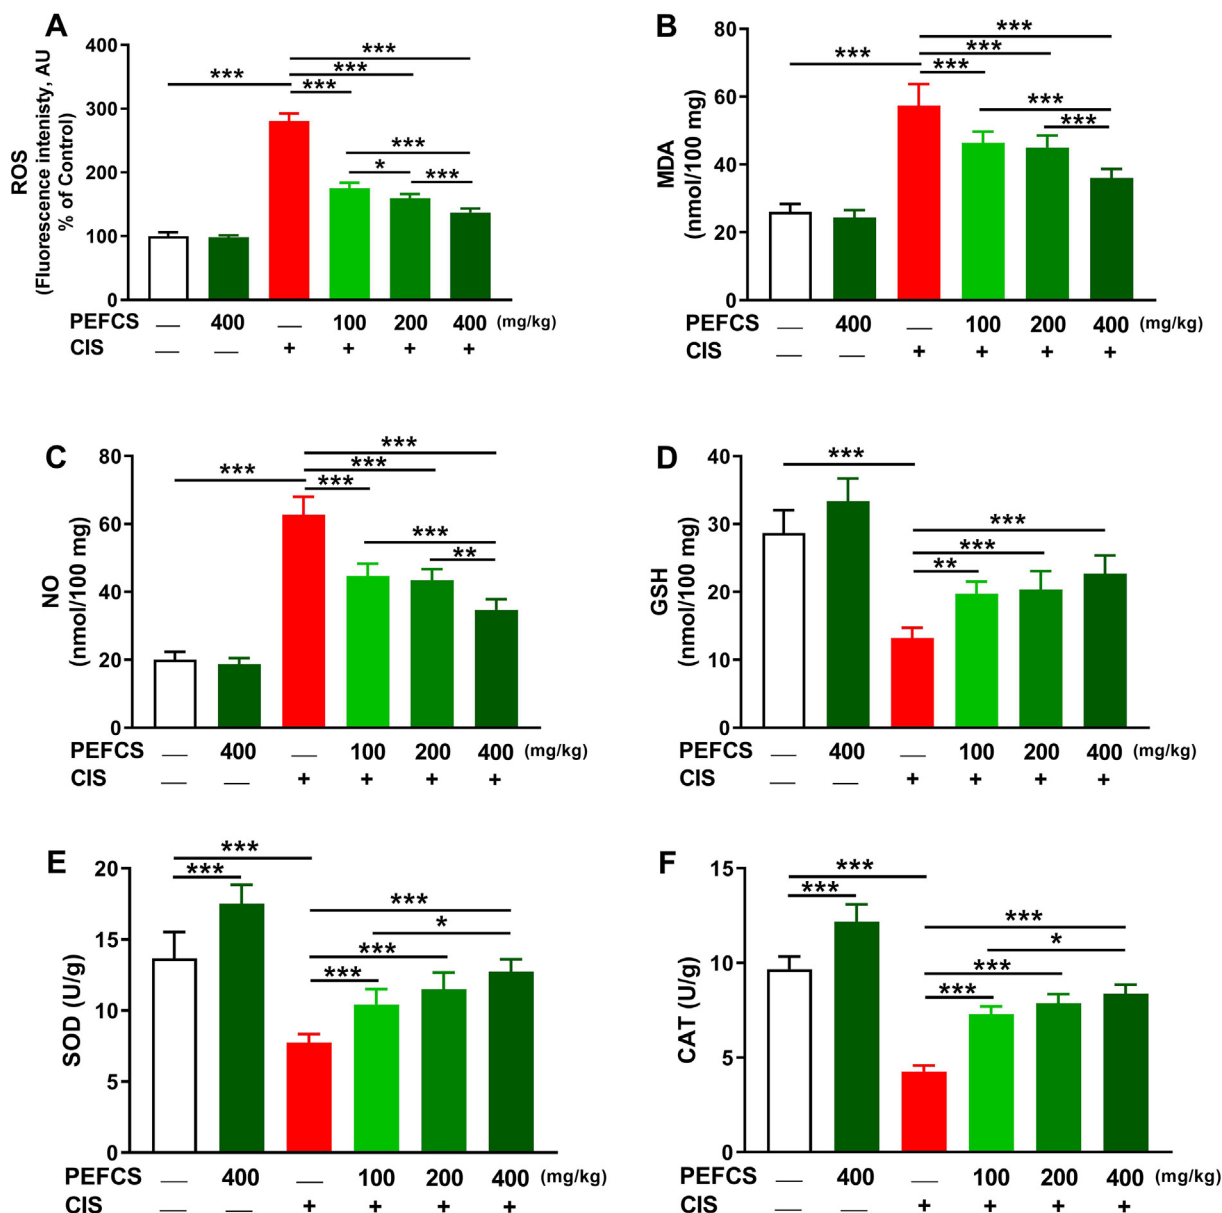 A
ROS
(Fluorescence intenisty, AU
% of Control)
400
300
200
100
0
***
***
***
***
***
*
***
PEFCS — 400 — 100 200 400 (mg/kg)
CIS — — + + + +
B
MDA
(nmol/100 mg)
80
60
40
20
0
***
***
***
***
***
***
PEFCS — 400 — 100 200 400 (mg/kg)
CIS — — + + + +
C
NO
(nmol/100 mg)
80
60
40
20
0
***
***
***
***
***
**
PEFCS — 400 — 100 200 400 (mg/kg)
CIS — — + + + +
D
GSH
(nmol/100 mg)
40
30
20
10
0
***
***
***
**
PEFCS — 400 — 100 200 400 (mg/kg)
CIS — — + + + +
E
SOD (U/g)
20
15
10
5
0
***
***
***
*
***
***
PEFCS — 400 — 100 200 400 (mg/kg)
CIS — — + + + +
F
CAT (U/g)
15
10
5
0
***
***
***
*
***
***
PEFCS — 400 — 100 200 400 (mg/kg)
CIS — — + + + +